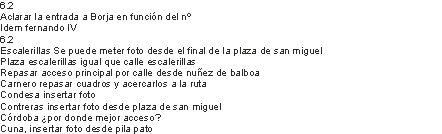 6.2
Aclarar la entrada a Borja en función del nº
Idem fernando IV
6.2
Escalerillas Se puede meter foto desde el final de la plaza de san miguel
Plaza escalerillas igual que calle escalerillas
Repasar acceso principal por calle desde nuñez de balboa
Carnero repasar cuadros y acercarlos a la ruta
Condesa insertar foto
Contreras insertar foto desde plaza de san miguel
Córdoba ¿por donde mejor acceso?
Cuna, insertar foto desde pila pato